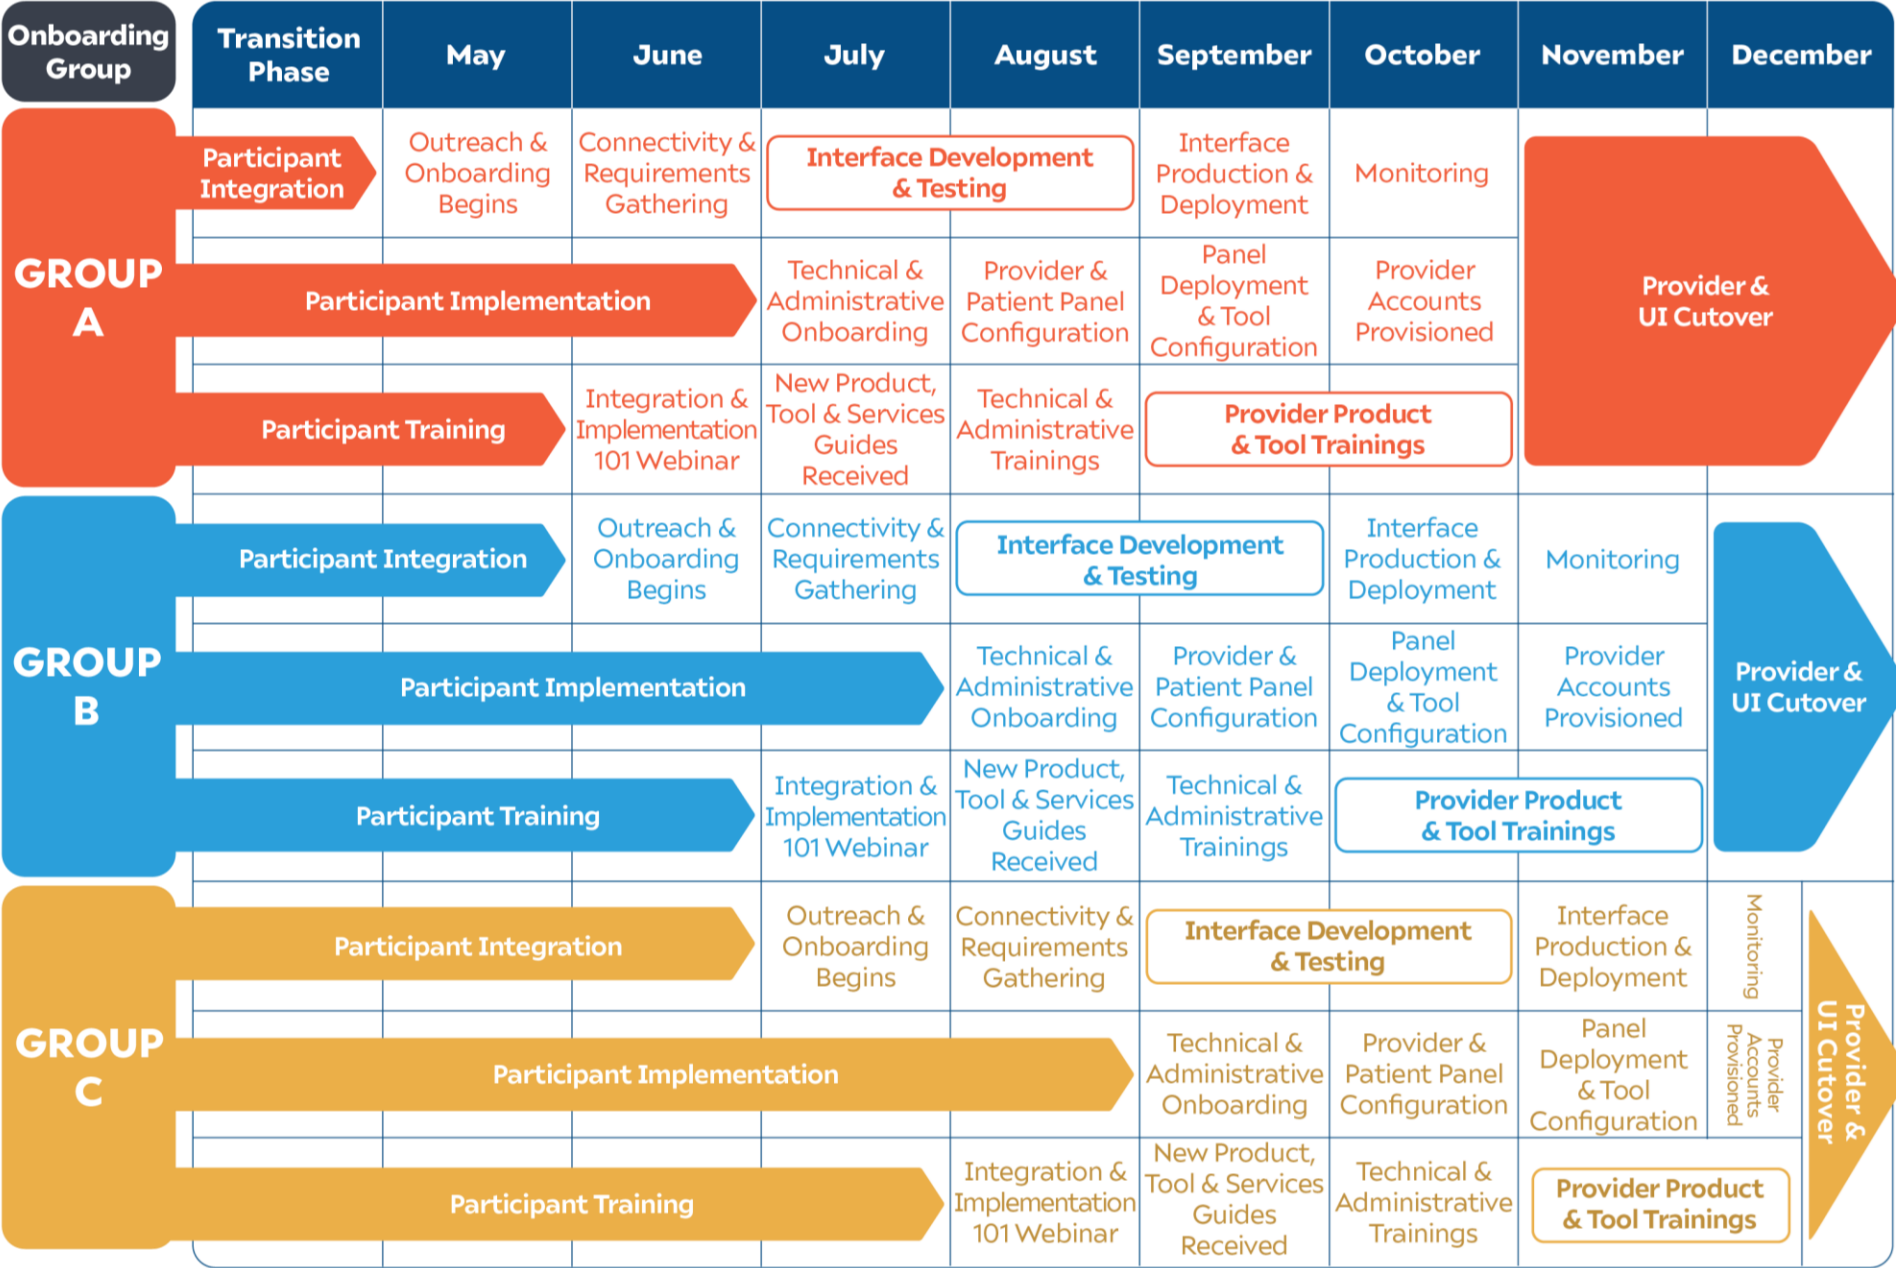 Onboarding
Group
Transition
Phase
May
June
July
August
September
October
November
December
GROUP
A
Participant
Integration
Outreach &
Onboarding
Begins
Connectivity &
Requirements
Gathering
Interface Development
& Testing
Interface
Production &
Deployment
Monitoring
Provider &
UI Cutover
Participant Implementation
Technical &
Administrative
Onboarding
Provider &
Patient Panel
Configuration
Panel
Deployment
& Tool
Configuration
Provider
Accounts
Provisioned
Participant Training
Integration &
Implementation
101 Webinar
New Product,
Tool & Services
Guides
Received
Technical &
Administrative
Trainings
Provider Product
& Tool Trainings
GROUP
B
Participant Integration
Outreach &
Onboarding
Begins
Connectivity &
Requirements
Gathering
Interface Development
& Testing
Interface
Production &
Deployment
Monitoring
Provider &
UI Cutover
Participant Implementation
Technical &
Administrative
Onboarding
Provider &
Patient Panel
Configuration
Panel
Deployment
& Tool
Configuration
Provider
Accounts
Provisioned
Participant Training
Integration &
Implementation
101 Webinar
New Product,
Tool & Services
Guides
Received
Technical &
Administrative
Trainings
Provider Product
& Tool Trainings
GROUP
C
Participant Integration
Outreach &
Onboarding
Begins
Connectivity &
Requirements
Gathering
Interface Development
& Testing
Interface
Production &
Deployment
Monitoring
Provider &
UI Cutover
Participant Implementation
Technical &
Administrative
Onboarding
Provider &
Patient Panel
Configuration
Panel
Deployment
& Tool
Configuration
Provider
Accounts
Provisioned
Participant Training
Integration &
Implementation
101 Webinar
New Product,
Tool & Services
Guides
Received
Technical &
Administrative
Trainings
Provider Product
& Tool Trainings